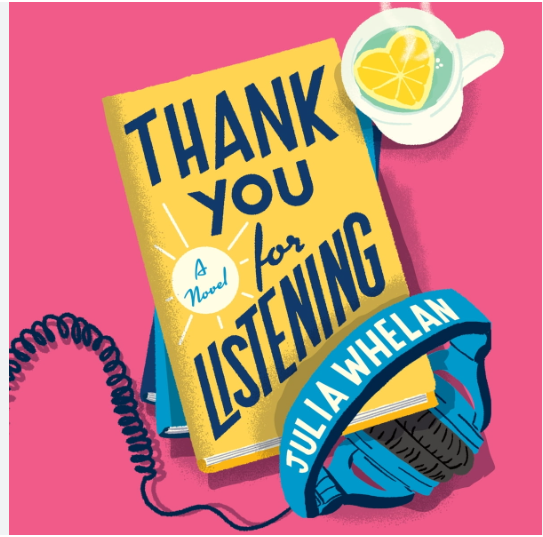 THANK
YOU
for
A
Novel
LISTENING
JULIA WHELAN